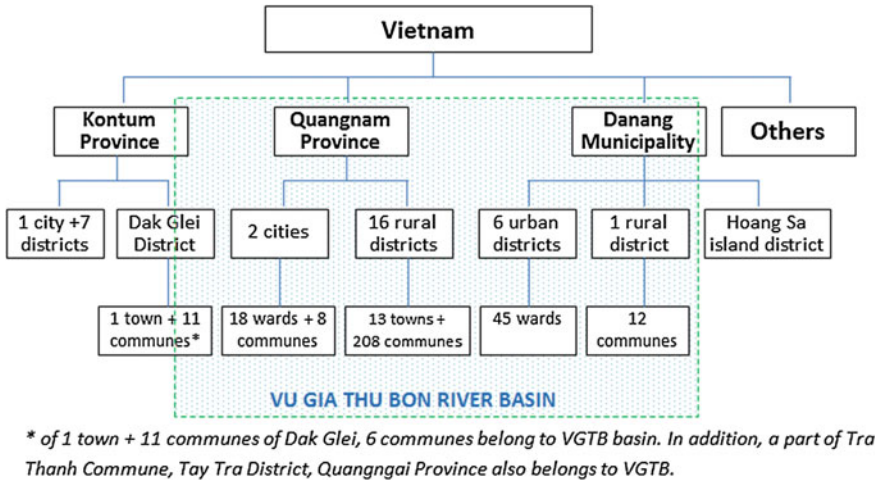 Vietnam
Kontum
Province
Quangnam
Province
Danang
Municipality
Others
1 city +7
districts
Dak Glei
District
2 cities
16 rural
districts
6 urban
districts
1 rural
district
Hoang Sa
island district
1 town + 11
communes*
18 wards + 8
communes
13 towns +
208 communes
45 wards
12
communes
VU GIA THU BON RIVER BASIN
* of 1 town + 11 communes of Dak Glei, 6 communes belong to VGTB basin. In addition, a part of Tra
Thanh Commune, Tay Tra District, Quangngai Province also belongs to VGTB.